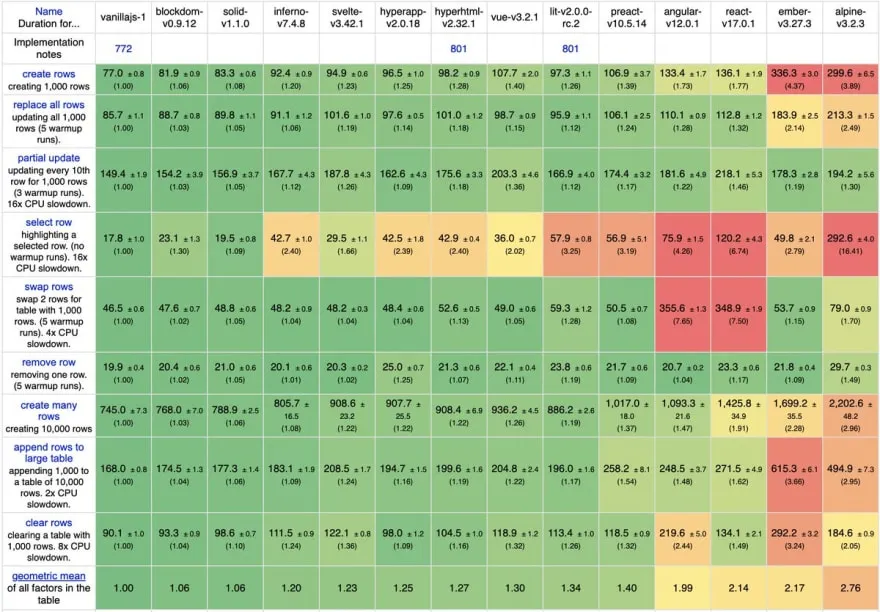 Name
Duration for...
vanillajs-1
blockdom-
v0.9.12
solid-
v1.1.0
inferno-
v7.4.8
svelte-
v3.42.1
hyperapp-
v2.0.18
hyperhtml-
v2.32.1
vue-v3.2.1
lit-v2.0.0-
rc.2
preact-
v10.5.14
angular-
v12.0.1
react-
v17.0.1
ember-
v3.27.3
alpine-
v3.2.3
Implementation
notes
772
801
801
create rows
creating 1,000 rows
77.0 ± 0.8
(1.00)
81.9 ± 0.9
(1.06)
83.3 ± 0.6
(1.08)
92.4 ± 0.9
(1.20)
94.9 ± 0.6
(1.23)
96.5 ± 1.0
(1.25)
98.2 ± 0.9
(1.28)
107.7 ± 2.0
(1.40)
97.3 ± 1.1
(1.26)
106.9 ± 3.7
(1.39)
133.4 ± 1.7
(1.73)
136.1 ± 1.9
(1.77)
336.3 ± 3.0
(4.37)
299.6 ± 6.5
(3.89)
replace all rows
updating all 1,000
rows (5 warmup
runs).
85.7 ± 1.1
(1.00)
88.7 ± 0.8
(1.03)
89.8 ± 1.1
(1.05)
91.1 ± 1.2
(1.06)
101.6 ± 1.0
(1.19)
97.6 ± 0.5
(1.14)
101.0 ± 1.2
(1.18)
98.7 ± 0.9
(1.15)
95.9 ± 1.1
(1.12)
106.1 ± 2.5
(1.24)
110.1 ± 0.9
(1.28)
112.8 ± 1.2
(1.32)
183.9 ± 2.5
(2.14)
213.3 ± 1.5
(2.49)
partial update
updating every 10th
row for 1,000 rows
(3 warmup runs).
16x CPU slowdown.
149.4 ± 1.9
(1.00)
154.2 ± 3.9
(1.03)
156.9 ± 3.7
(1.05)
167.7 ± 4.3
(1.12)
187.8 ± 4.3
(1.26)
162.6 ± 4.3
(1.09)
175.6 ± 3.3
(1.18)
203.3 ± 4.6
(1.36)
166.9 ± 4.0
(1.12)
174.4 ± 3.2
(1.17)
181.6 ± 4.9
(1.22)
218.1 ± 5.3
(1.46)
178.3 ± 2.8
(1.19)
194.2 ± 5.6
(1.30)
select row
highlighting a
selected row. (no
warmup runs). 16x
CPU slowdown.
17.8 ± 1.0
(1.00)
23.1 ± 1.3
(1.30)
19.5 ± 0.8
(1.09)
42.7 ± 1.0
(2.40)
29.5 ± 1.1
(1.66)
42.5 ± 1.8
(2.39)
42.9 ± 0.4
(2.40)
36.0 ± 0.7
(2.02)
57.9 ± 0.8
(3.25)
56.9 ± 5.1
(3.19)
75.9 ± 1.5
(4.26)
120.2 ± 4.3
(6.74)
49.8 ± 2.1
(2.79)
292.6 ± 4.0
(16.41)
swap rows
swap 2 rows for
table with 1,000
rows. (5 warmup
runs). 4x CPU
slowdown.
46.5 ± 0.6
(1.00)
47.6 ± 0.7
(1.02)
48.8 ± 0.6
(1.05)
48.2 ± 0.9
(1.04)
48.2 ± 0.3
(1.04)
48.4 ± 0.6
(1.04)
52.6 ± 0.5
(1.13)
49.0 ± 0.6
(1.05)
59.3 ± 1.2
(1.28)
50.5 ± 0.7
(1.08)
355.6 ± 1.3
(7.65)
348.9 ± 1.9
(7.50)
53.7 ± 0.9
(1.15)
79.0 ± 0.9
(1.70)
remove row
removing one row.
(5 warmup runs).
19.9 ± 0.4
(1.00)
20.4 ± 0.6
(1.02)
21.0 ± 0.6
(1.05)
20.1 ± 0.6
(1.01)
20.3 ± 0.2
(1.02)
25.0 ± 0.7
(1.25)
21.3 ± 0.6
(1.07)
22.1 ± 0.4
(1.11)
23.8 ± 0.6
(1.19)
21.7 ± 0.6
(1.09)
20.7 ± 0.2
(1.04)
23.3 ± 0.6
(1.17)
21.8 ± 0.4
(1.09)
29.7 ± 0.3
(1.49)
create many
rows
creating 10,000
rows
745.0 ± 7.3
(1.00)
768.0 ± 7.0
(1.03)
788.9 ± 2.5
(1.06)
805.7 ±
16.5
(1.08)
908.6 ±
23.2
(1.22)
907.7 ±
25.5
(1.22)
908.4 ± 6.9
(1.22)
936.2 ± 4.5
(1.26)
886.2 ± 2.6
(1.19)
1,017.0 ±
18.0
(1.37)
1,093.3 ±
21.6
(1.47)
1,425.8 ±
34.9
(1.91)
1,699.2 ±
35.5
(2.28)
2,202.6 ±
48.2
(2.96)
append rows to
large table
appending 1,000 to
a table of 10,000
rows. 2x CPU
slowdown.
168.0 ± 0.8
(1.00)
174.5 ± 1.3
(1.04)
177.3 ± 1.4
(1.06)
183.1 ± 1.9
(1.09)
208.5 ± 1.7
(1.24)
194.7 ± 1.5
(1.16)
199.6 ± 1.6
(1.19)
204.8 ± 2.4
(1.22)
196.0 ± 1.6
(1.17)
258.2 ± 8.1
(1.54)
248.5 ± 3.7
(1.48)
271.5 ± 4.9
(1.62)
615.3 ± 6.1
(3.66)
494.9 ± 7.3
(2.95)
clear rows
clearing a table with
1,000 rows. 8x CPU
slowdown.
90.1 ± 1.0
(1.00)
93.3 ± 0.9
(1.04)
98.6 ± 0.7
(1.10)
111.5 ± 0.9
(1.24)
122.1 ± 0.8
(1.36)
98.0 ± 1.2
(1.09)
104.5 ± 1.0
(1.16)
118.9 ± 1.2
(1.32)
113.4 ± 1.0
(1.26)
118.5 ± 0.9
(1.32)
219.6 ± 5.0
(2.44)
134.1 ± 2.1
(1.49)
292.2 ± 3.2
(3.24)
184.6 ± 0.9
(2.05)
geometric mean
of all factors in the
table
1.00
1.06
1.06
1.20
1.23
1.25
1.27
1.30
1.34
1.40
1.99
2.14
2.17
2.76